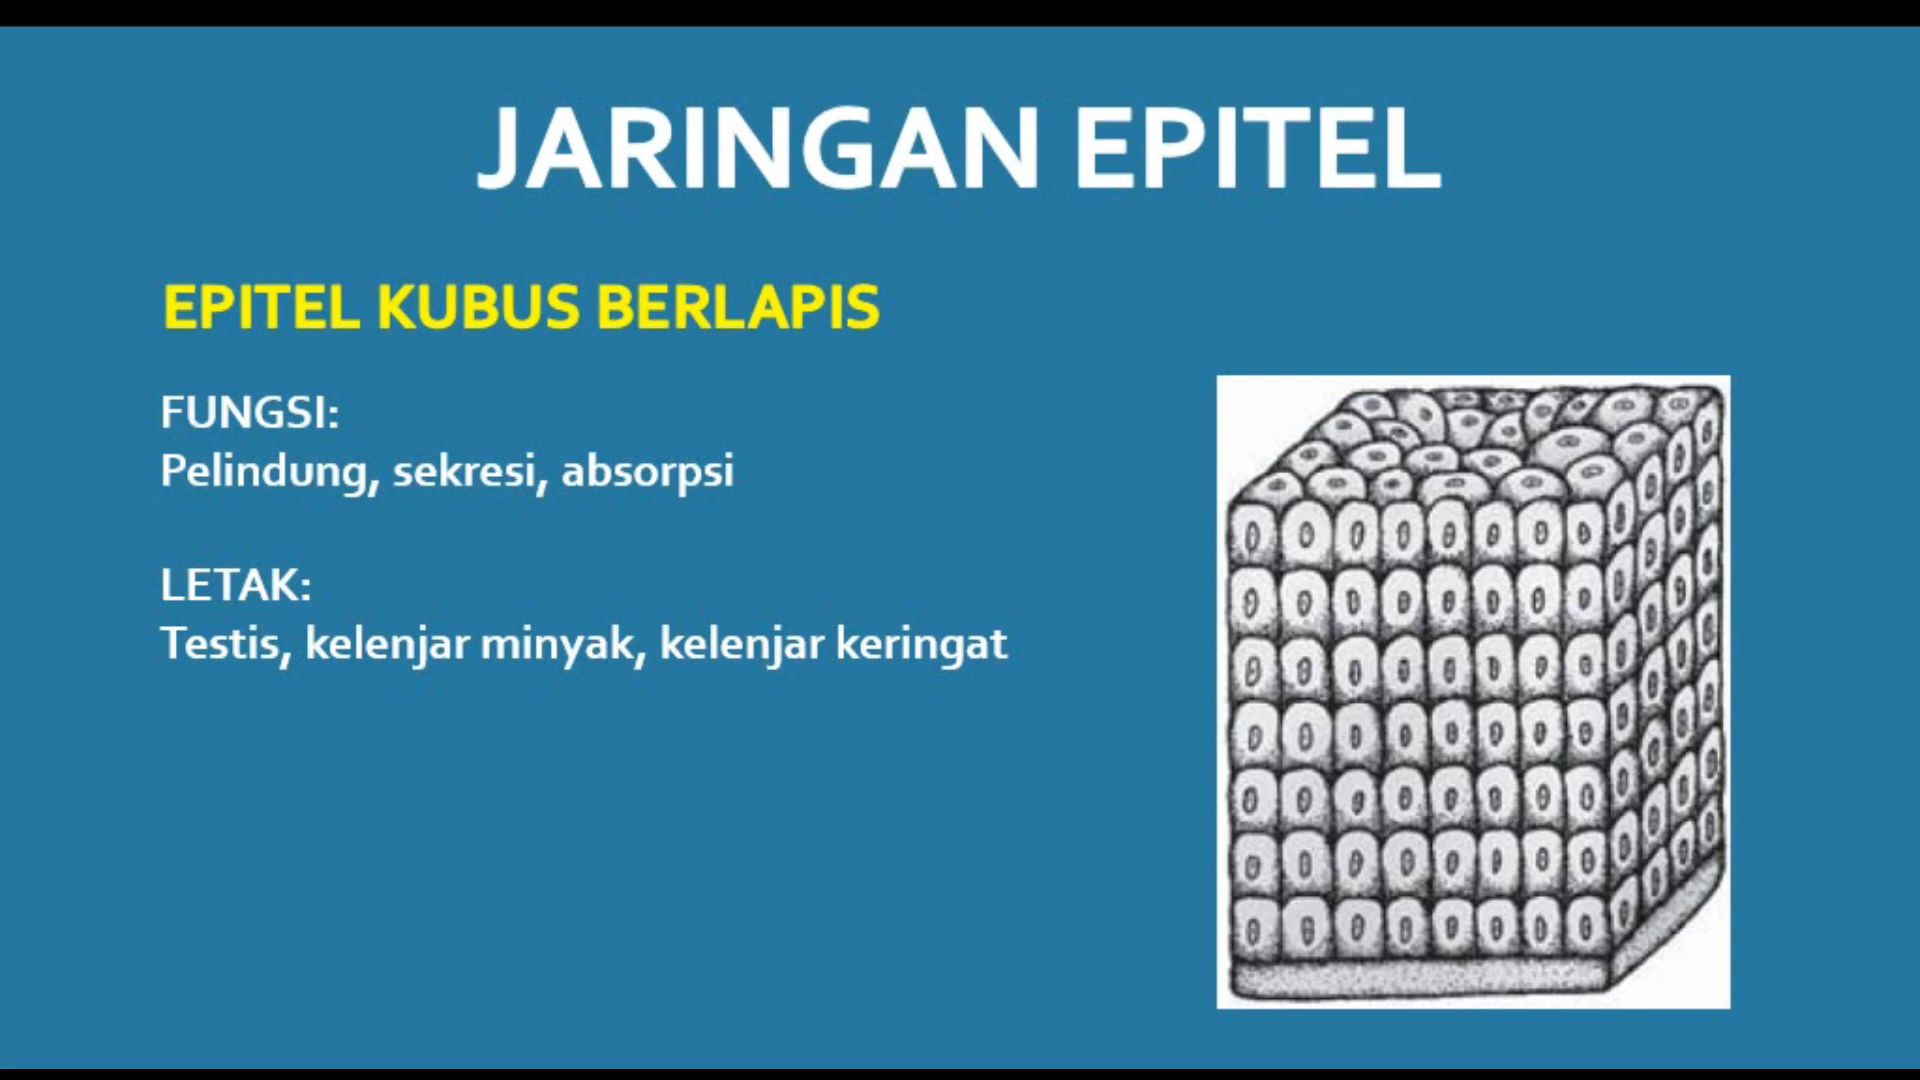 JARINGAN EPITEL
EPITEL KUBUS BERLAPIS
FUNGSI:
Pelindung, sekresi, absorpsi
LETAK:
Testis, kelenjar minyak, kelenjar keringat